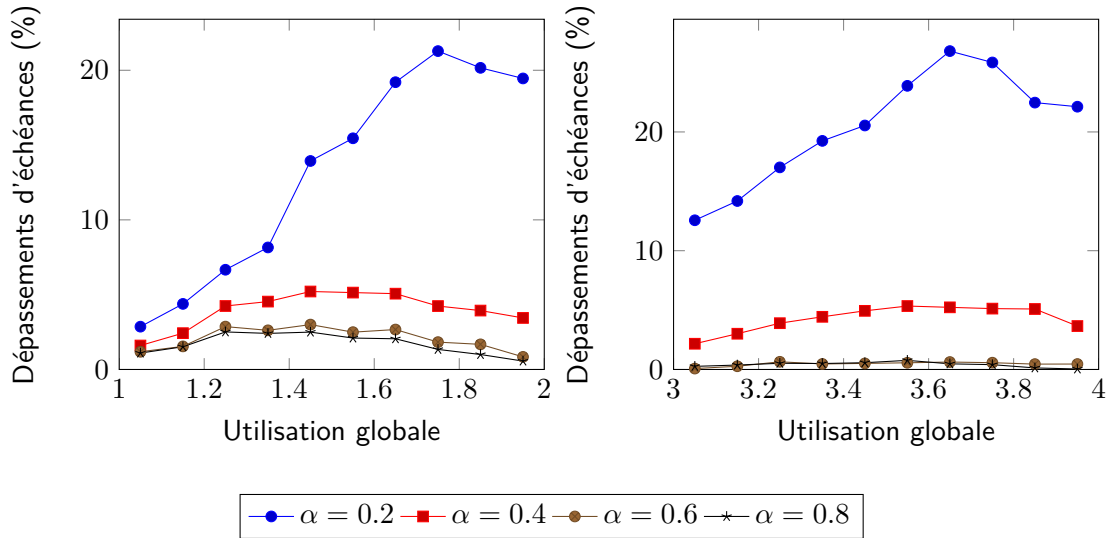 Dépassements d'échéances (%)
20
10
0
1 1.2 1.4 1.6 1.8 2
Utilisation globale
Dépassements d'échéances (%)
20
10
0
3 3.2 3.4 3.6 3.8 4
Utilisation globale
α = 0.2 α = 0.4 α = 0.6 α = 0.8